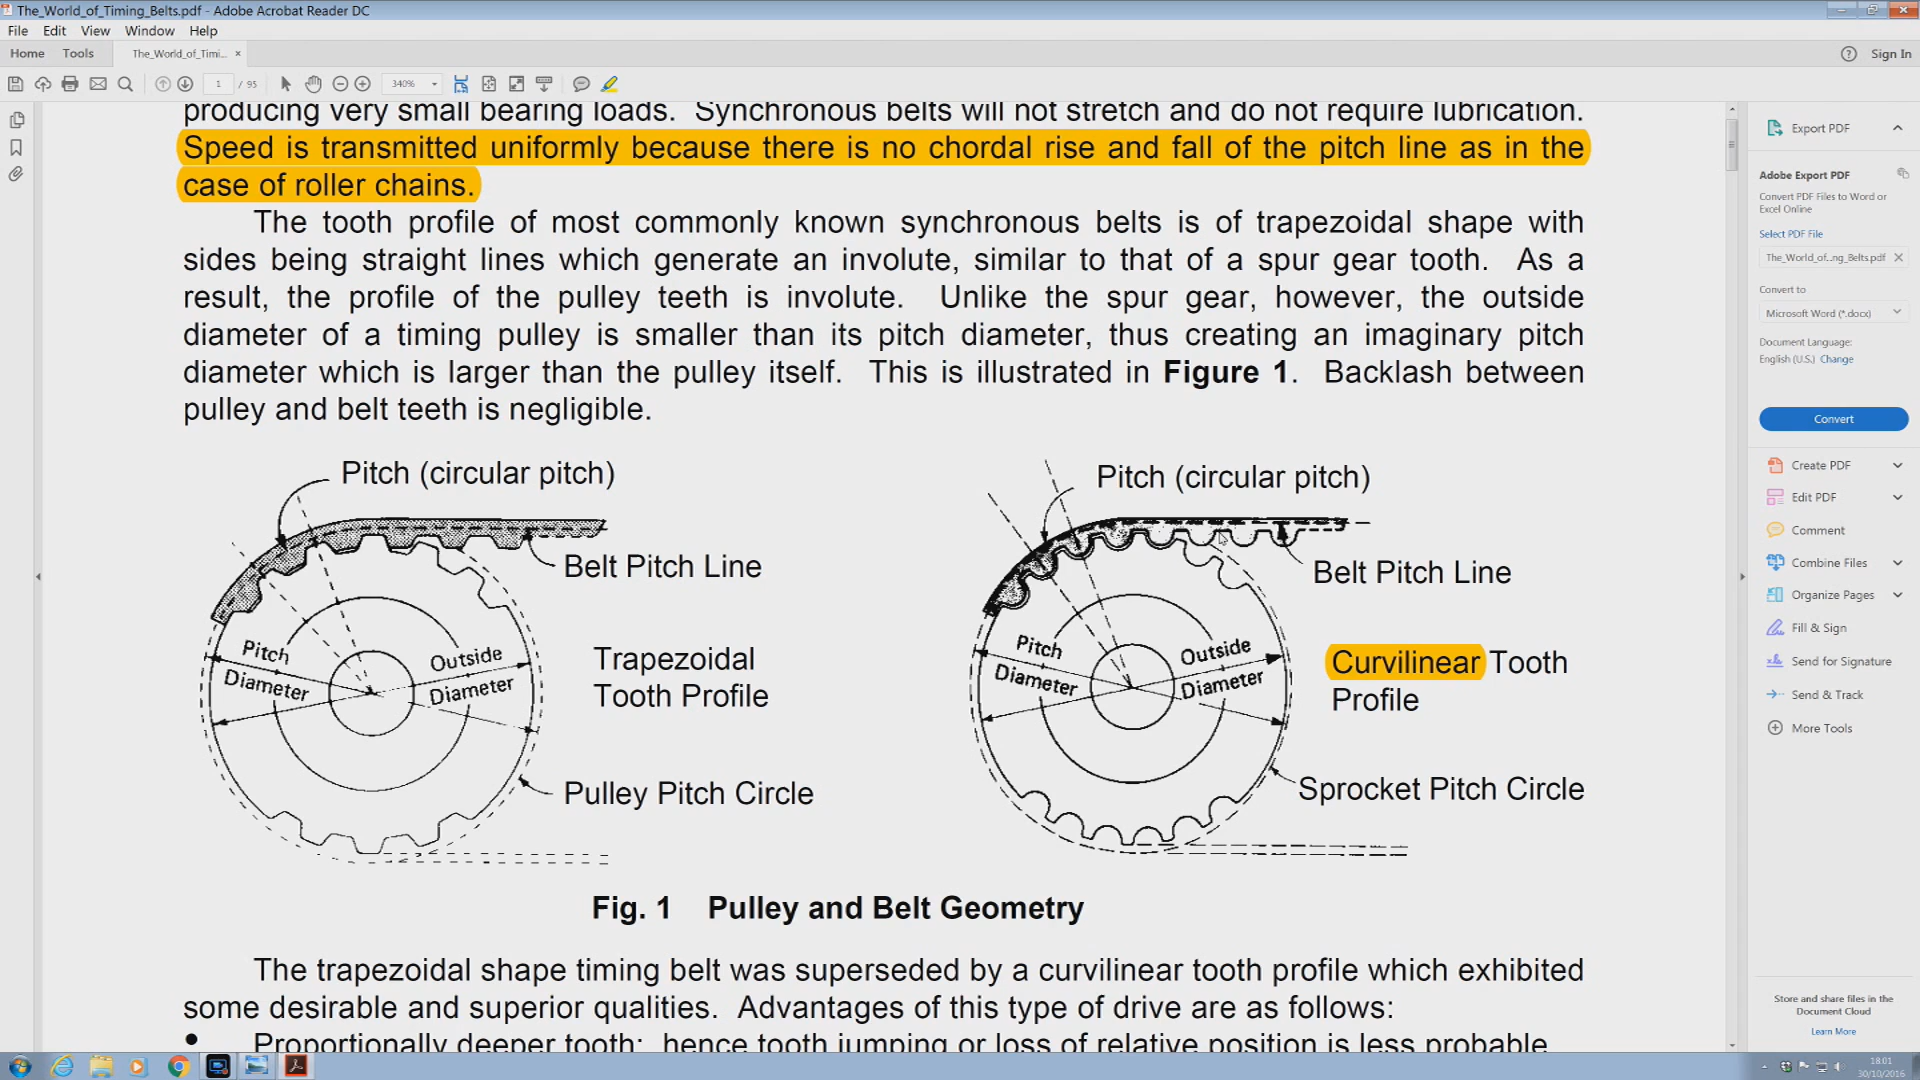 The_World_of_Timing_Belts.pdf - Adobe Acrobat Reader DC
File Edit View Window Help
Home Tools The_World_of_Timi... × Sign In
1 / 95 340%
producing very small bearing loads. Synchronous belts will not stretch and do not require lubrication.
Speed is transmitted uniformly because there is no chordal rise and fall of the pitch line as in the
case of roller chains.
The tooth profile of most commonly known synchronous belts is of trapezoidal shape with
sides being straight lines which generate an involute, similar to that of a spur gear tooth. As a
result, the profile of the pulley teeth is involute. Unlike the spur gear, however, the outside
diameter of a timing pulley is smaller than its pitch diameter, thus creating an imaginary pitch
diameter which is larger than the pulley itself. This is illustrated in Figure 1. Backlash between
pulley and belt teeth is negligible.
Pitch (circular pitch)
Belt Pitch Line
Pitch
Diameter
Outside
Diameter
Trapezoidal
Tooth Profile
Pulley Pitch Circle
Pitch (circular pitch)
Belt Pitch Line
Pitch
Diameter
Outside
Diameter
Curvilinear Tooth
Profile
Sprocket Pitch Circle
Fig. 1 Pulley and Belt Geometry
The trapezoidal shape timing belt was superseded by a curvilinear tooth profile which exhibited
some desirable and superior qualities. Advantages of this type of drive are as follows:
• Proportionally deeper tooth; hence tooth jumping or loss of relative position is less probable.
Export PDF
Adobe Export PDF
Convert PDF Files to Word or
Excel Online
Select PDF File
The_World_of...ng_Belts.pdf ×
Convert to
Microsoft Word (*.docx)
Document Language:
English (U.S.) Change
Convert
Create PDF
Edit PDF
Comment
Combine Files
Organize Pages
Fill & Sign
Send for Signature
Send & Track
More Tools
Store and share files in the
Document Cloud
Learn More
18:01
30/10/2016